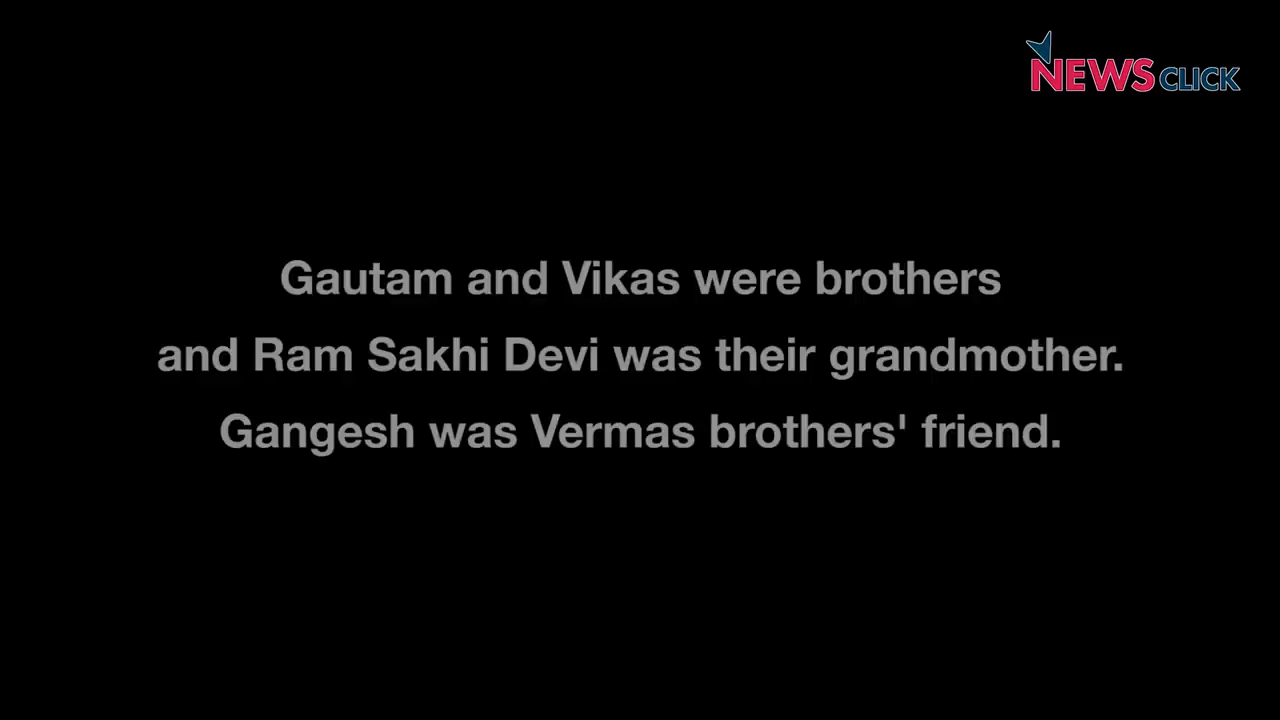 NEWSCLICK
Gautam and Vikas were brothers
and Ram Sakhi Devi was their grandmother.
Gangesh was Vermas brothers' friend.